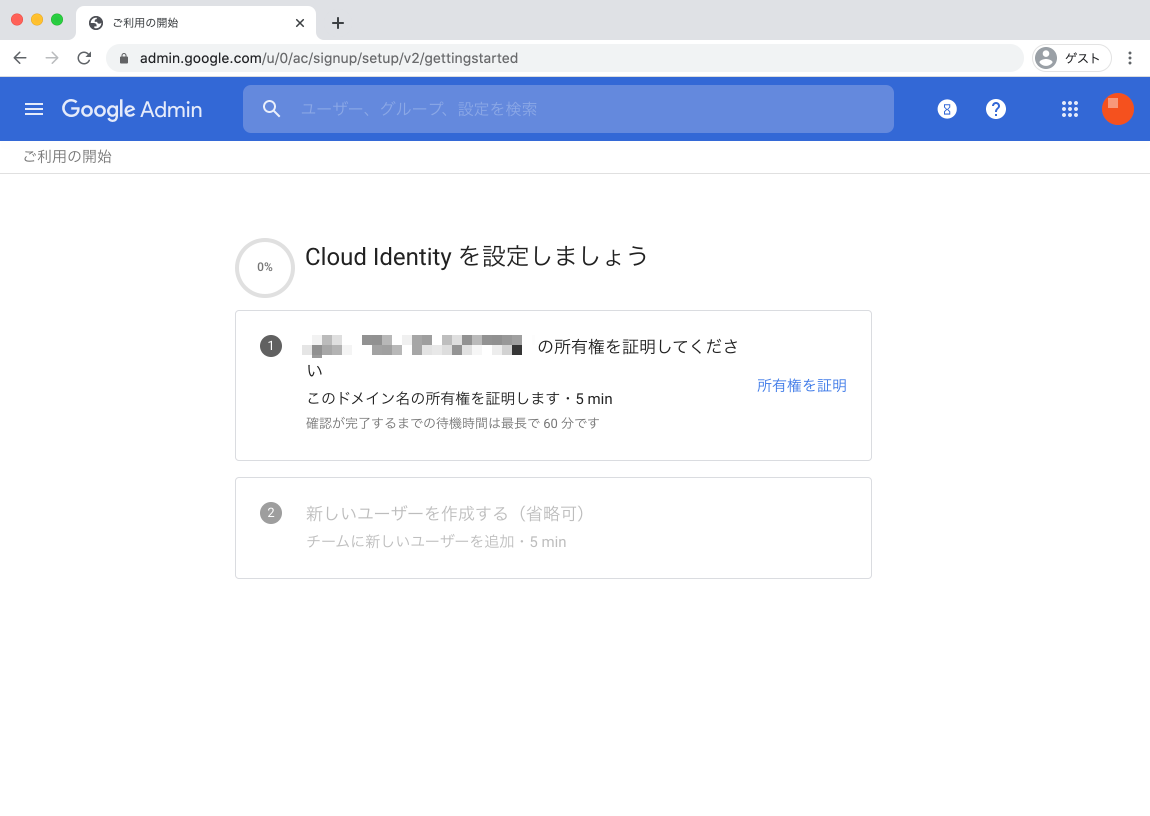 ご利用の開始
admin.google.com/u/0/ac/signup/setup/v2/gettingstarted
ゲスト
Google Admin
ユーザー、グループ、設定を検索
ご利用の開始
0%
Cloud Identity を設定しましょう
1
の所有権を証明してくださ
い
所有権を証明
このドメイン名の所有権を証明します・5 min
確認が完了するまでの待機時間は最長で 60 分です
2
新しいユーザーを作成する（省略可）
チームに新しいユーザーを追加・5 min